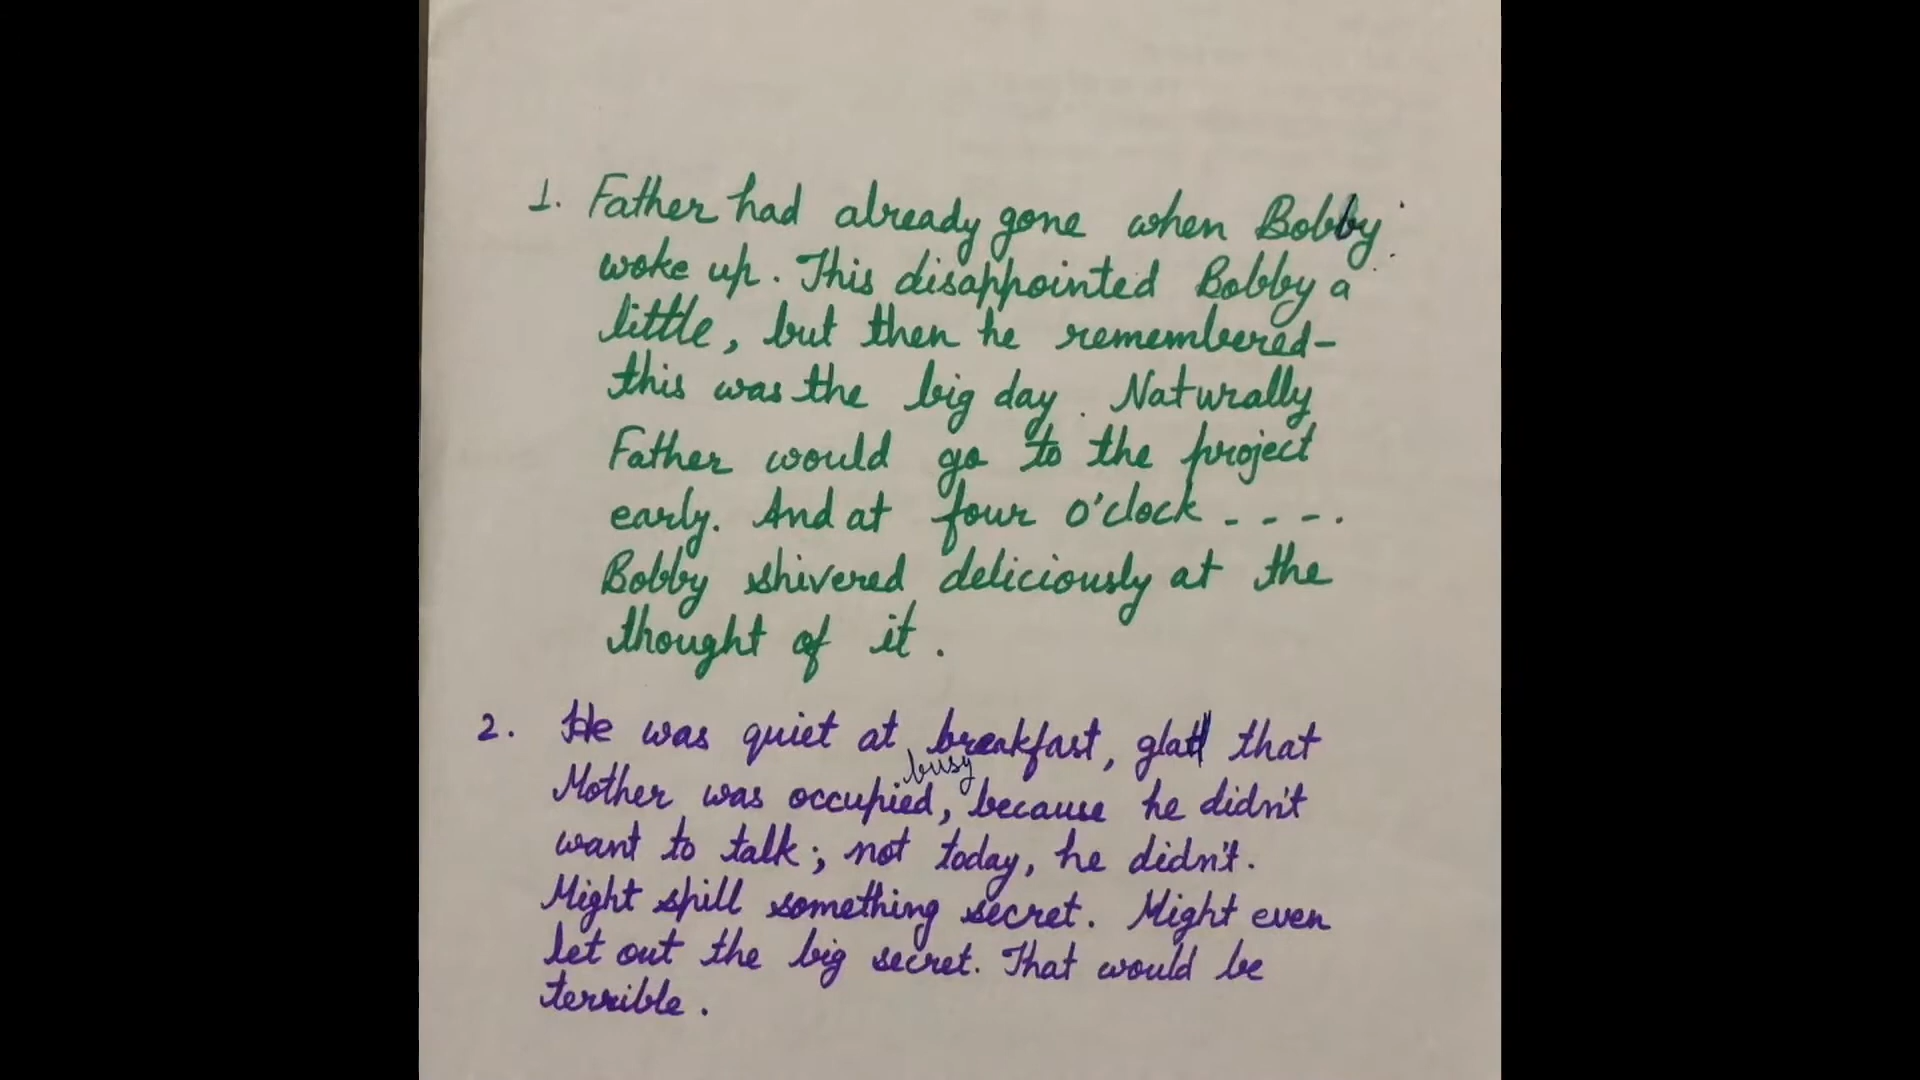 1. Father had already gone when Bobby
woke up. This disappointed Bobby a
little, but then he remembered-
this was the big day. Naturally
Father would go to the project
early. And at four o'clock - - - .
Bobby shivered deliciously at the
thought of it.
2. He was quiet at breakfast, glad that
busy
Mother was occupied, because he didn't
want to talk; not today, he didn't.
Might spill something secret. Might even
let out the big secret. That would be
terrible.